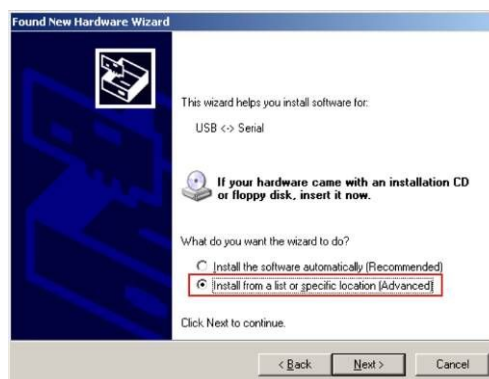 Found New Hardware Wizard
This wizard helps you install software for:
USB <-> Serial
If your hardware came with an installation CD
or floppy disk, insert it now.
What do you want the wizard to do?
Install the software automatically (Recommended)
Install from a list or specific location (Advanced)
Click Next to continue.
< Back Next > Cancel